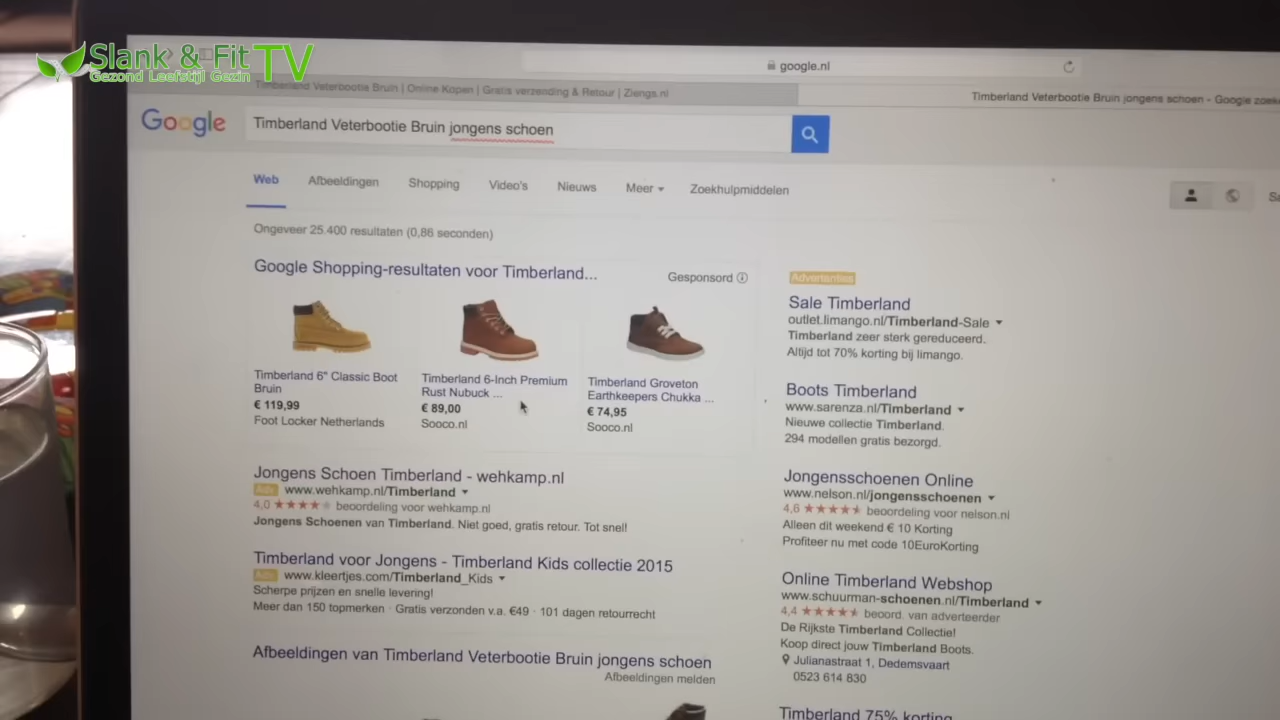 Slank & Fit TV
Gezond Leefstijl Gezin
google.nl
Timberland Veterbootie Bruin | Online Kopen | Gratis verzending & Retour | Ziengs.nl
Timberland Veterbootie Bruin jongens schoen - Google zoeke
Google
Timberland Veterbootie Bruin jongens schoen
Web Afbeeldingen Shopping Video's Nieuws Meer Zoekhulpmiddelen
Ongeveer 25.400 resultaten (0,86 seconden)
Google Shopping-resultaten voor Timberland...
Gesponsord
Timberland 6" Classic Boot
Bruin
€ 119,99
Foot Locker Netherlands
Timberland 6-Inch Premium
Rust Nubuck ...
€ 89,00
Sooco.nl
Timberland Groveton
Earthkeepers Chukka ...
€ 74,95
Sooco.nl
Jongens Schoen Timberland - wehkamp.nl
Adv. www.wehkamp.nl/Timberland
4,0 beoordeling voor wehkamp.nl
Jongens Schoenen van Timberland. Niet goed, gratis retour. Tot snel!
Timberland voor Jongens - Timberland Kids collectie 2015
Adv. www.kleertjes.com/Timberland_Kids
Scherpe prijzen en snelle levering!
Meer dan 150 topmerken · Gratis verzonden v.a. €49 · 101 dagen retourrecht
Afbeeldingen van Timberland Veterbootie Bruin jongens schoen
Afbeeldingen melden
Advertenties
Sale Timberland
outlet.limango.nl/Timberland-Sale
Timberland zeer sterk gereduceerd.
Altijd tot 70% korting bij limango.
Boots Timberland
www.sarenza.nl/Timberland
Nieuwe collectie Timberland.
294 modellen gratis bezorgd.
Jongensschoenen Online
www.nelson.nl/jongensschoenen
4,6 beoordeling voor nelson.nl
Alleen dit weekend € 10 Korting
Profiteer nu met code 10EuroKorting
Online Timberland Webshop
www.schuurman-schoenen.nl/Timberland
4,4 beoord. van adverteerder
De Rijkste Timberland Collectie!
Koop direct jouw Timberland Boots.
Julianastraat 1, Dedemsvaart
0523 614 830
Timberland 75% korting